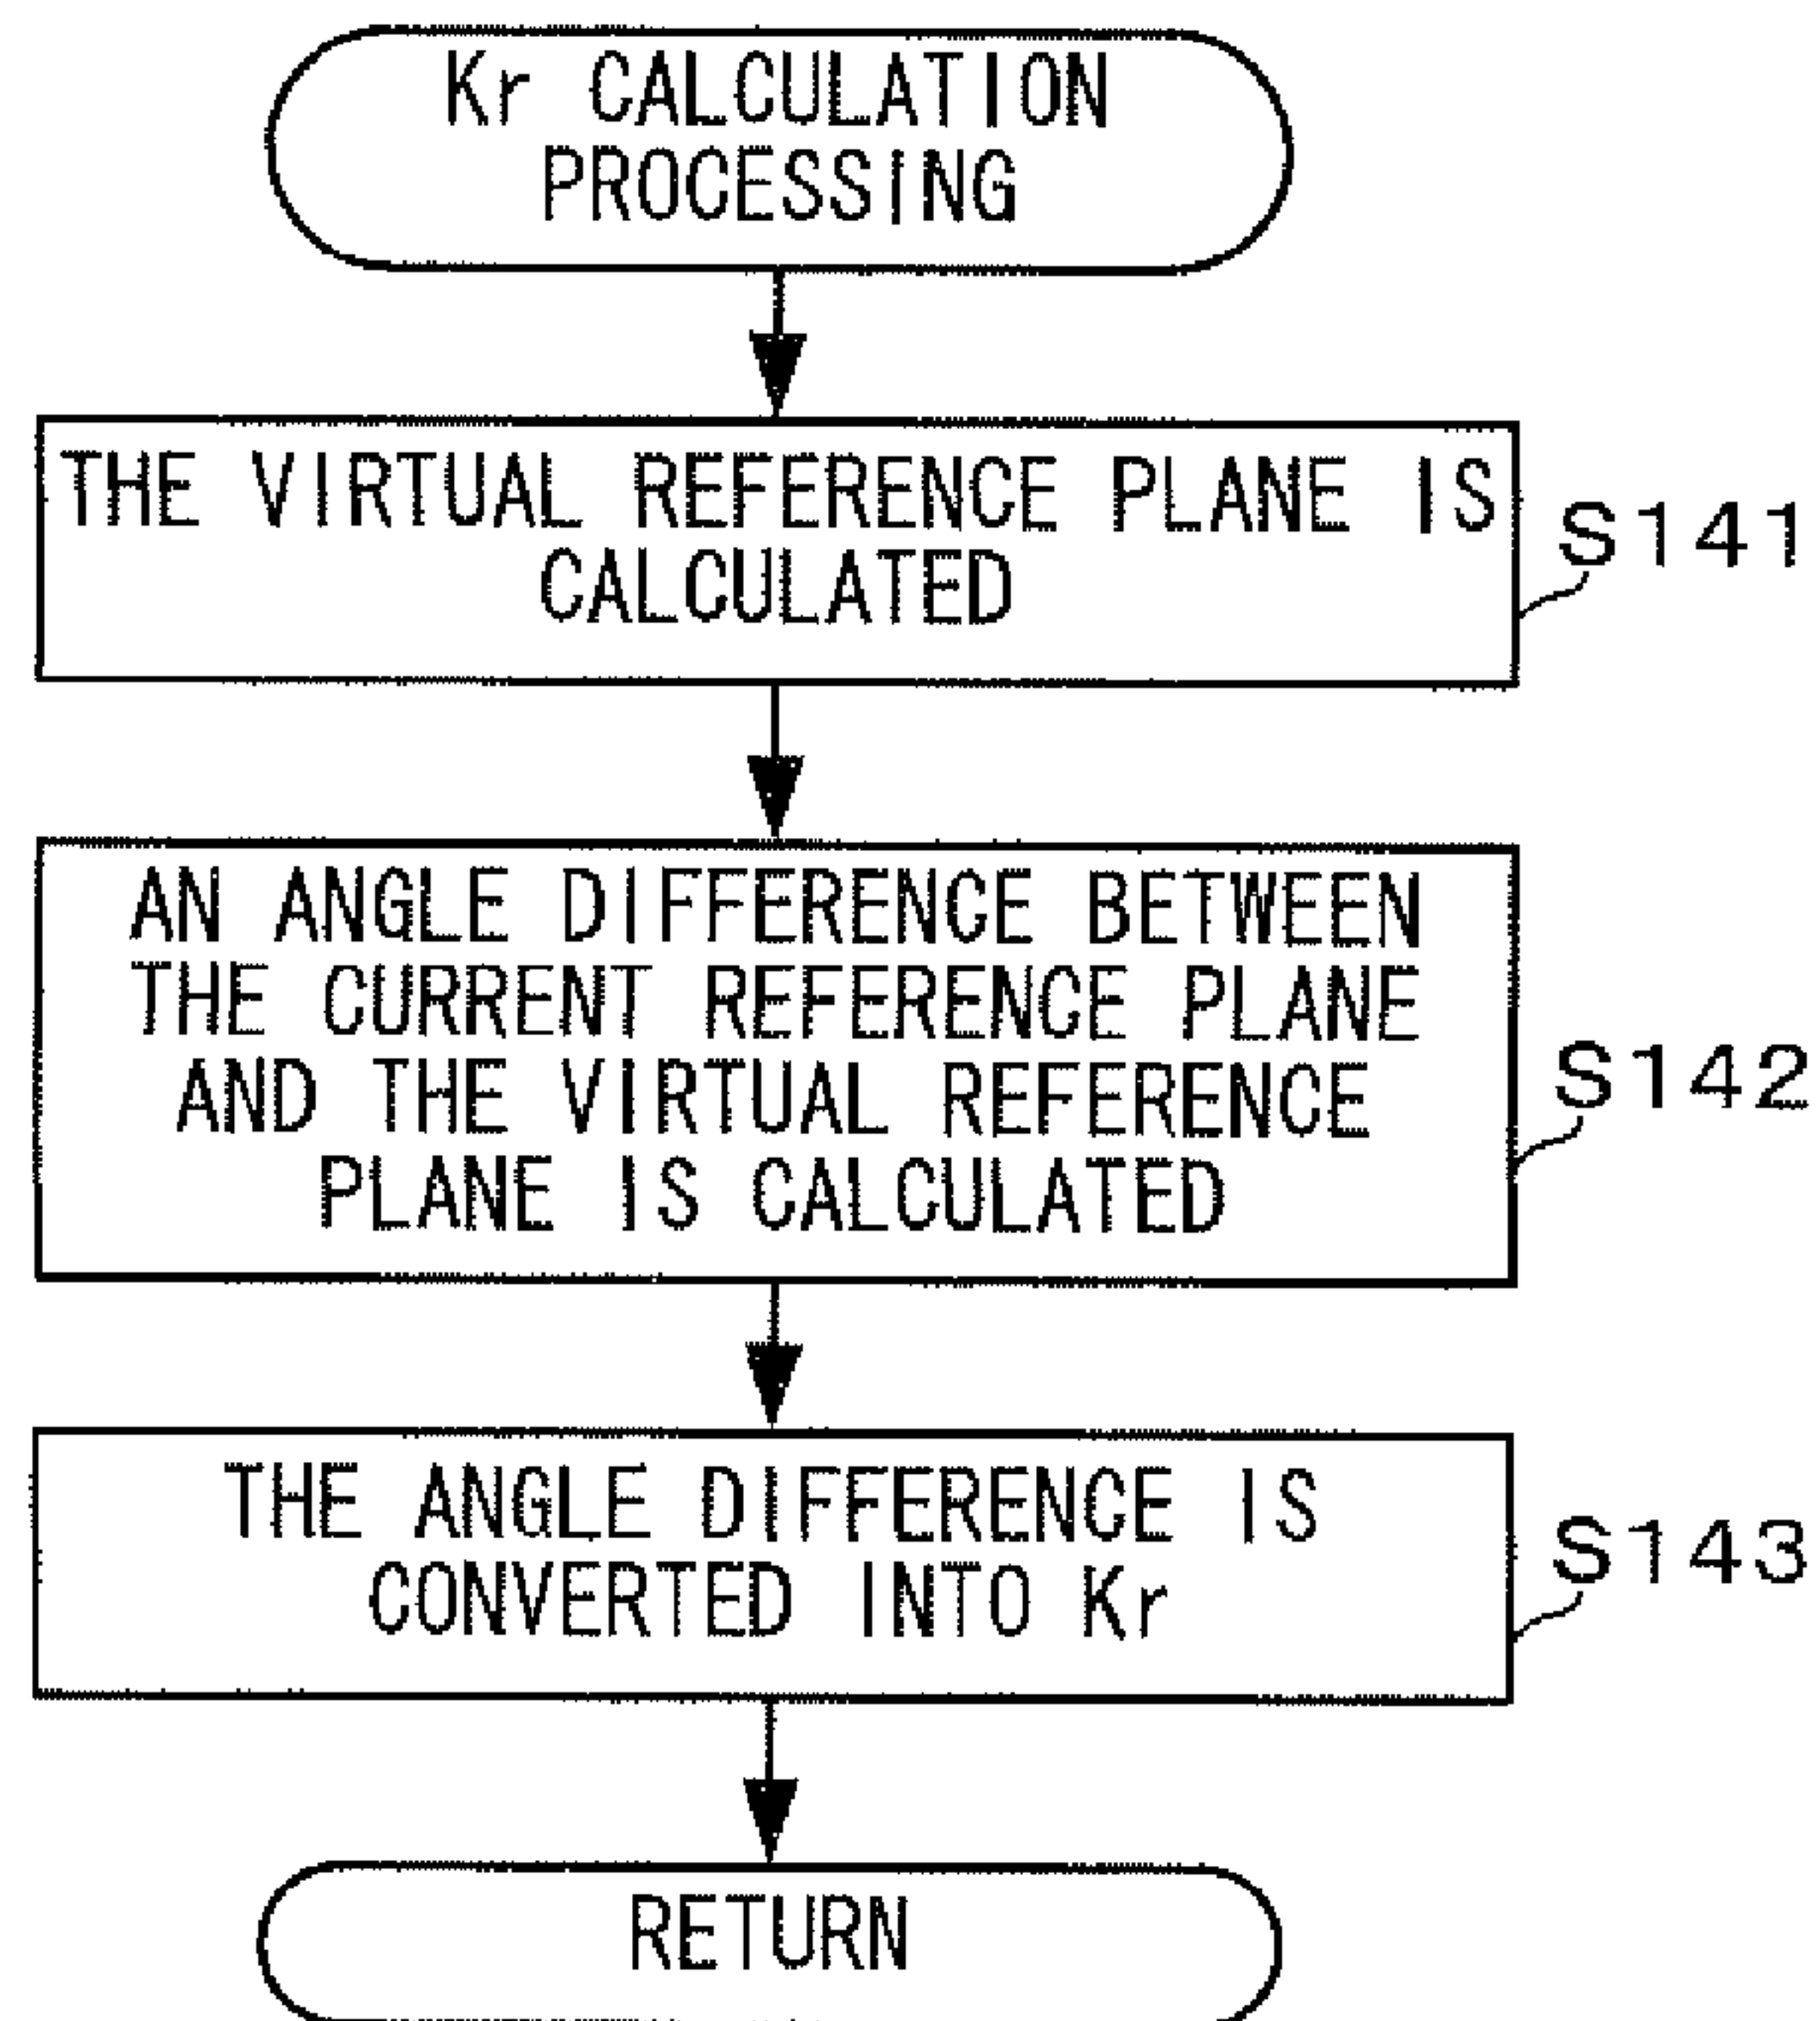 Kr CALCULATION
PROCESSING
THE VIRTUAL REFERENCE PLANE IS
CALCULATED
S141
AN ANGLE DIFFERENCE BETWEEN
THE CURRENT REFERENCE PLANE
AND THE VIRTUAL REFERENCE
PLANE IS CALCULATED
S142
THE ANGLE DIFFERENCE IS
CONVERTED INTO Kr
S143
RETURN